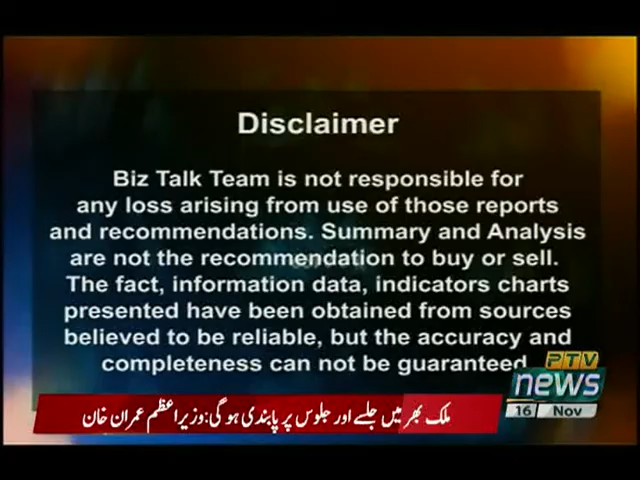 Disclaimer
Biz Talk Team is not responsible for
any loss arising from use of those reports
and recommendations. Summary and Analysis
are not the recommendation to buy or sell.
The fact, information data, indicators charts
presented have been obtained from sources
believed to be reliable, but the accuracy and
completeness can not be guaranteed
PTV
news
16 Nov
ملک بھر میں جلسے اور جلوس پر پابندی ہو گی:وزیراعظم عمران خان